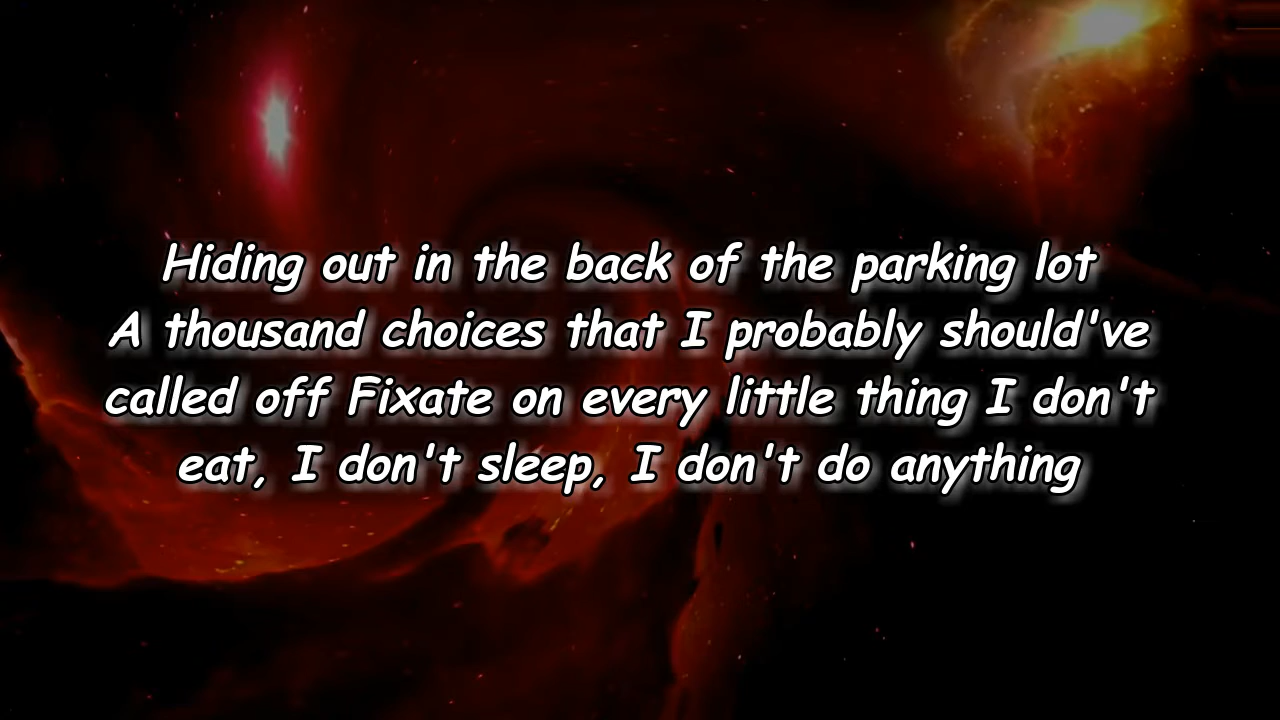 Hiding out in the back of the parking lot
A thousand choices that I probably should've
called off Fixate on every little thing I don't
eat, I don't sleep, I don't do anything